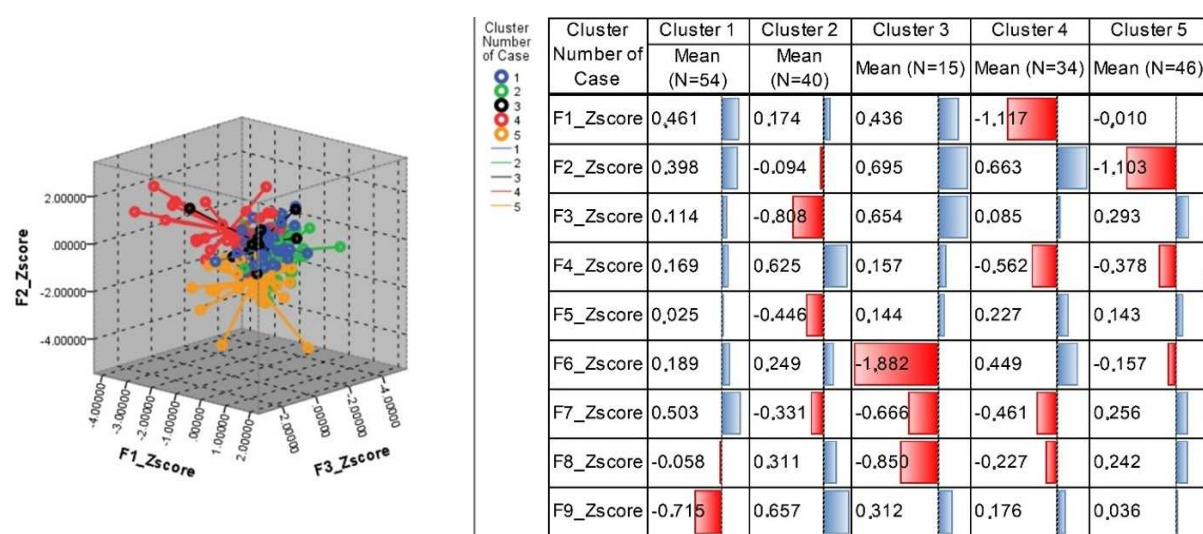 2.00000
.00000
-2.00000
-4.00000
F2_Zscore
-4.00000
-3.00000
-2.00000
-1.00000
.00000
1.00000
2.00000
F1_Zscore
-2.00000
.00000
-2.00000
-4.00000
F3_Zscore
Cluster
Number
of Case
1
2
3
4
5
1
2
3
4
5
Cluster Number of Case Cluster 1 Mean (N=54) Cluster 2 Mean (N=40) Cluster 3 Mean (N=15) Cluster 4 Mean (N=34) Cluster 5 Mean (N=46)
F1_Zscore 0,461 0,174 0,436 -1,117 -0,010
F2_Zscore 0,398 -0,094 0,695 0,663 -1,103
F3_Zscore 0,114 -0,808 0,654 0,085 0,293
F4_Zscore 0,169 0,625 0,157 -0,562 -0,378
F5_Zscore 0,025 -0,446 0,144 0,227 0,143
F6_Zscore 0,189 0,249 -1,882 0,449 -0,157
F7_Zscore 0,503 -0,331 -0,666 -0,461 0,256
F8_Zscore -0,058 0,311 -0,850 -0,227 0,242
F9_Zscore -0,715 0,657 0,312 0,176 0,036